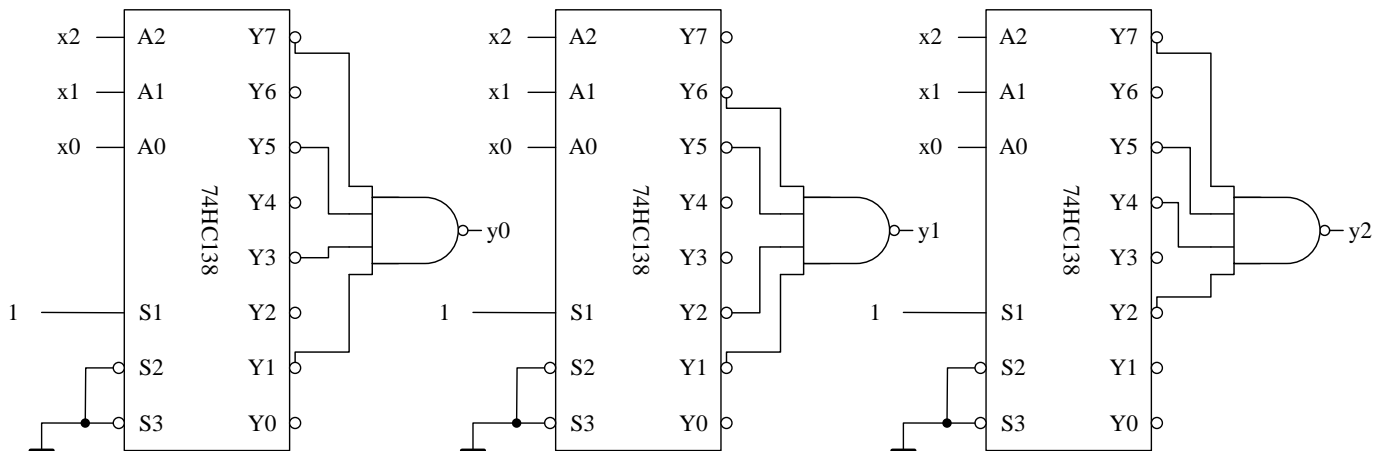 x2 A2 Y7 x2 A2 Y7 x2 A2 Y7
x1 A1 Y6 x1 A1 Y6 x1 A1 Y6
x0 A0 Y5 x0 A0 Y5 x0 A0 Y5
74HC138 Y4 74HC138 Y4 74HC138 Y4
y0 y1 y2
Y3 Y3 Y3
1 S1 Y2 1 S1 Y2 1 S1 Y2
S2 Y1 S2 Y1 S2 Y1
S3 Y0 S3 Y0 S3 Y0